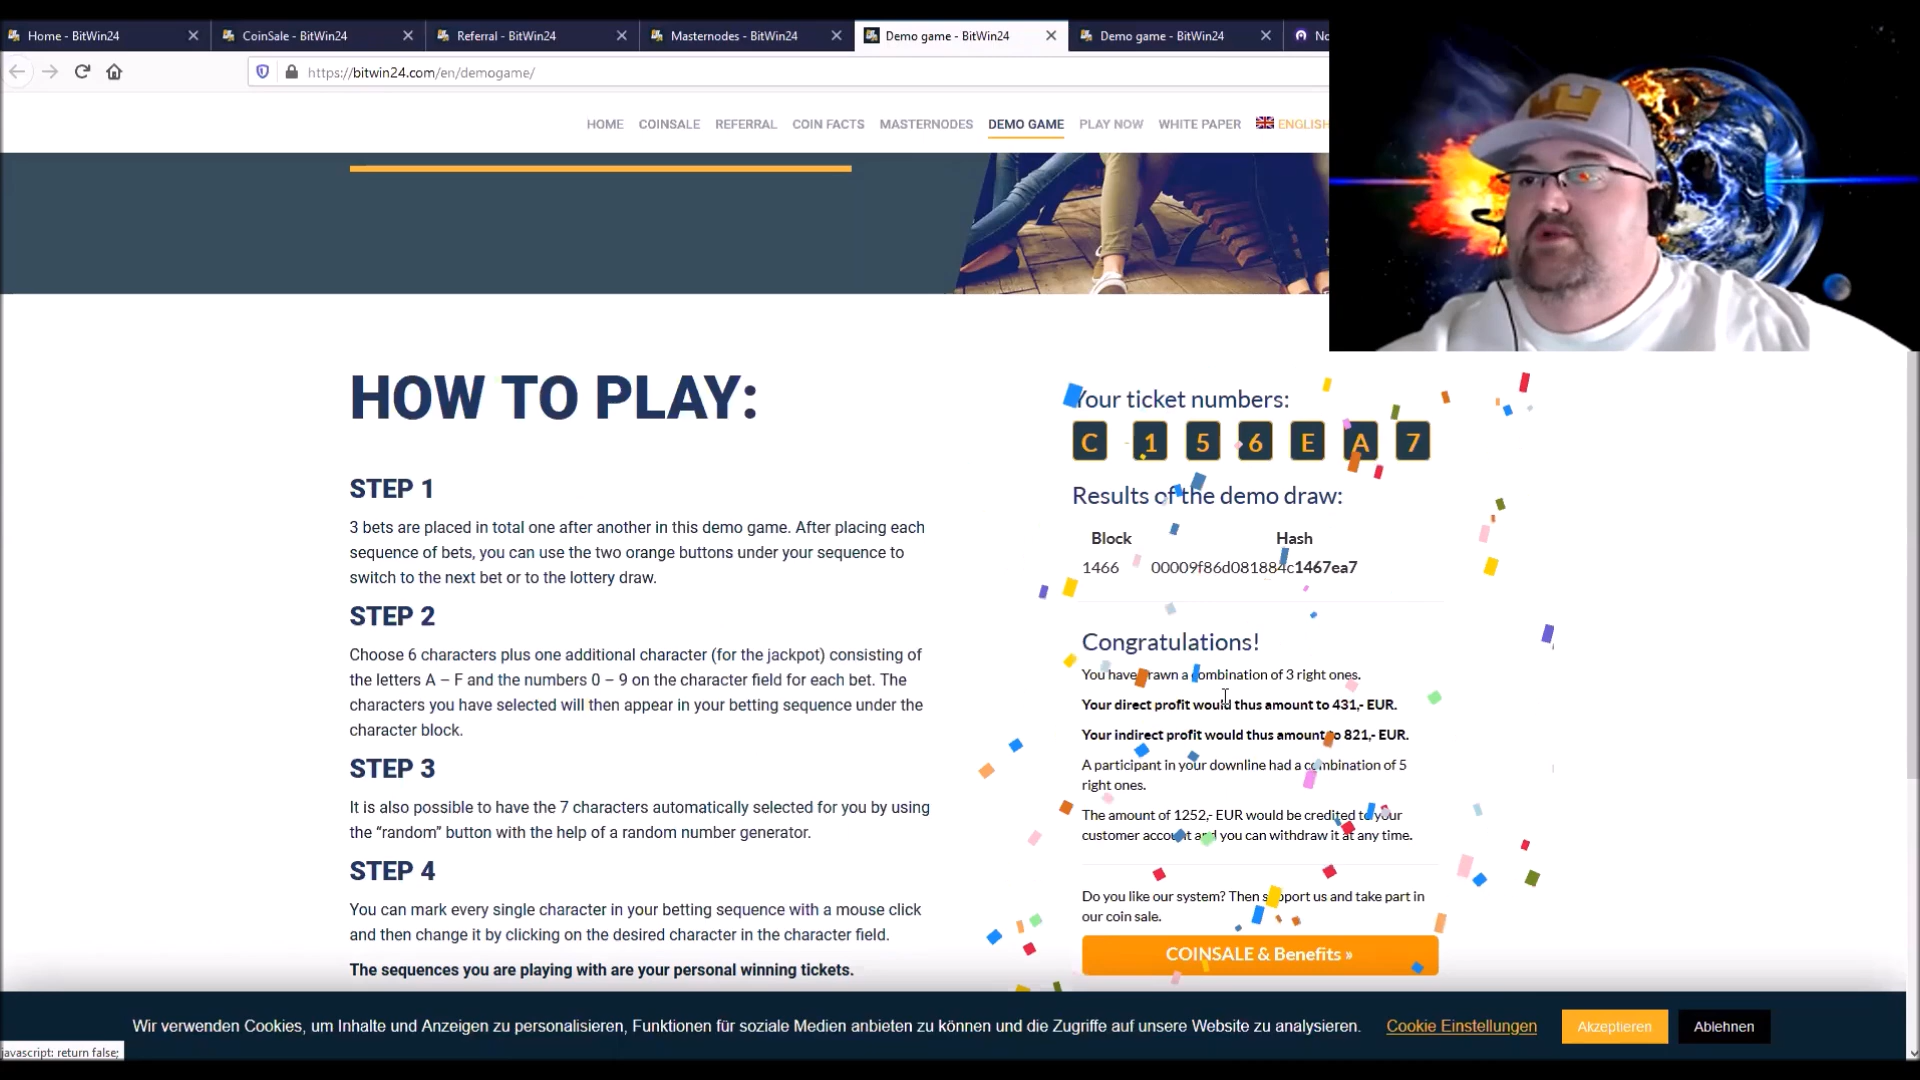 Home - BitWin24
CoinSale - BitWin24
Referral - BitWin24
Masternodes - BitWin24
Demo game - BitWin24
Demo game - BitWin24
https://bitwin24.com/en/demogame/
HOME COINSALE REFERRAL COIN FACTS MASTERNODES DEMO GAME PLAY NOW WHITE PAPER ENGLISH
HOW TO PLAY:
STEP 1
3 bets are placed in total one after another in this demo game. After placing each
sequence of bets, you can use the two orange buttons under your sequence to
switch to the next bet or to the lottery draw.
STEP 2
Choose 6 characters plus one additional character (for the jackpot) consisting of
the letters A – F and the numbers 0 – 9 on the character field for each bet. The
characters you have selected will then appear in your betting sequence under the
character block.
STEP 3
It is also possible to have the 7 characters automatically selected for you by using
the “random” button with the help of a random number generator.
STEP 4
You can mark every single character in your betting sequence with a mouse click
and then change it by clicking on the desired character in the character field.
The sequences you are playing with are your personal winning tickets.
Your ticket numbers:
C 1 5 6 E A 7
Results of the demo draw:
Block Hash
1466 00009f86d081884c1467ea7
Congratulations!
You have drawn a combination of 3 right ones.
Your direct profit would thus amount to 431,- EUR.
Your indirect profit would thus amount to 821,- EUR.
A participant in your downline had a combination of 5
right ones.
The amount of 1252,- EUR would be credited to your
customer account and you can withdraw it at any time.
Do you like our system? Then support us and take part in
our coin sale.
COINSALE & Benefits »
Wir verwenden Cookies, um Inhalte und Anzeigen zu personalisieren, Funktionen für soziale Medien anbieten zu können und die Zugriffe auf unsere Website zu analysieren. Cookie Einstellungen Akzeptieren Ablehnen
javascript: return false;